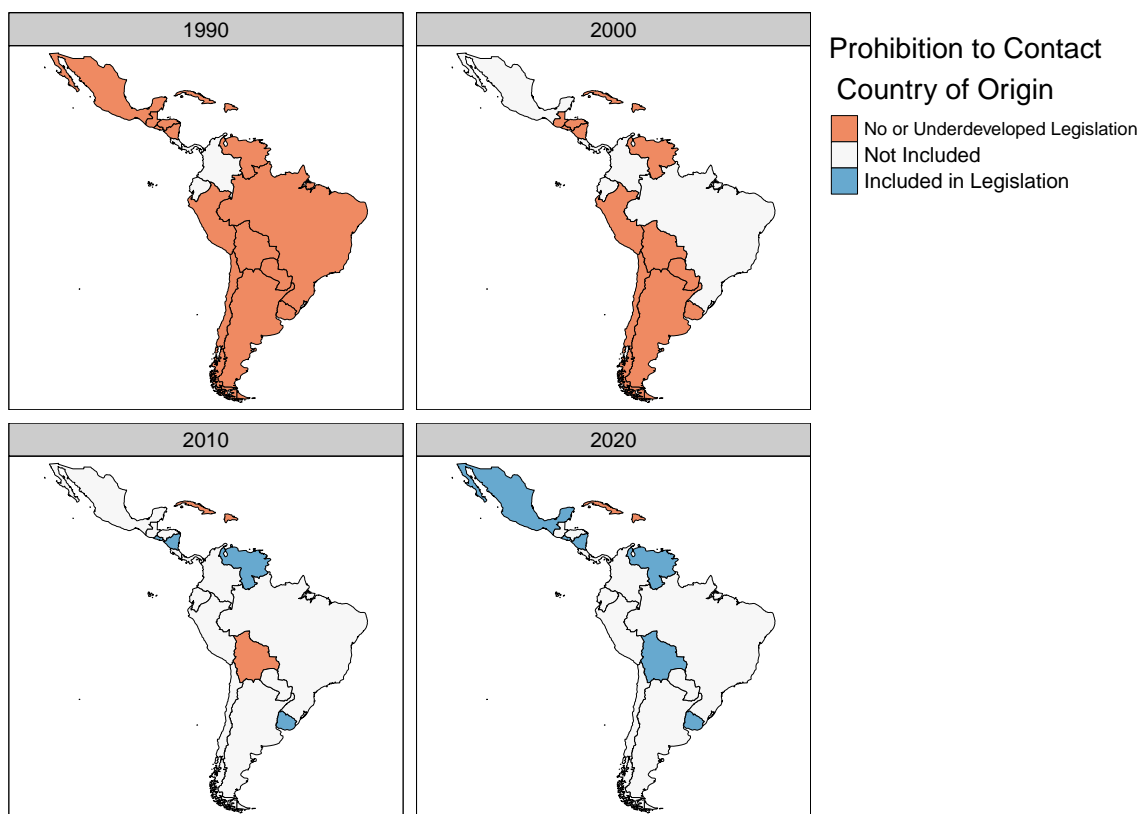 1990
2000
Prohibition to Contact
Country of Origin
No or Underdeveloped Legislation
Not Included
Included in Legislation
2010
2020